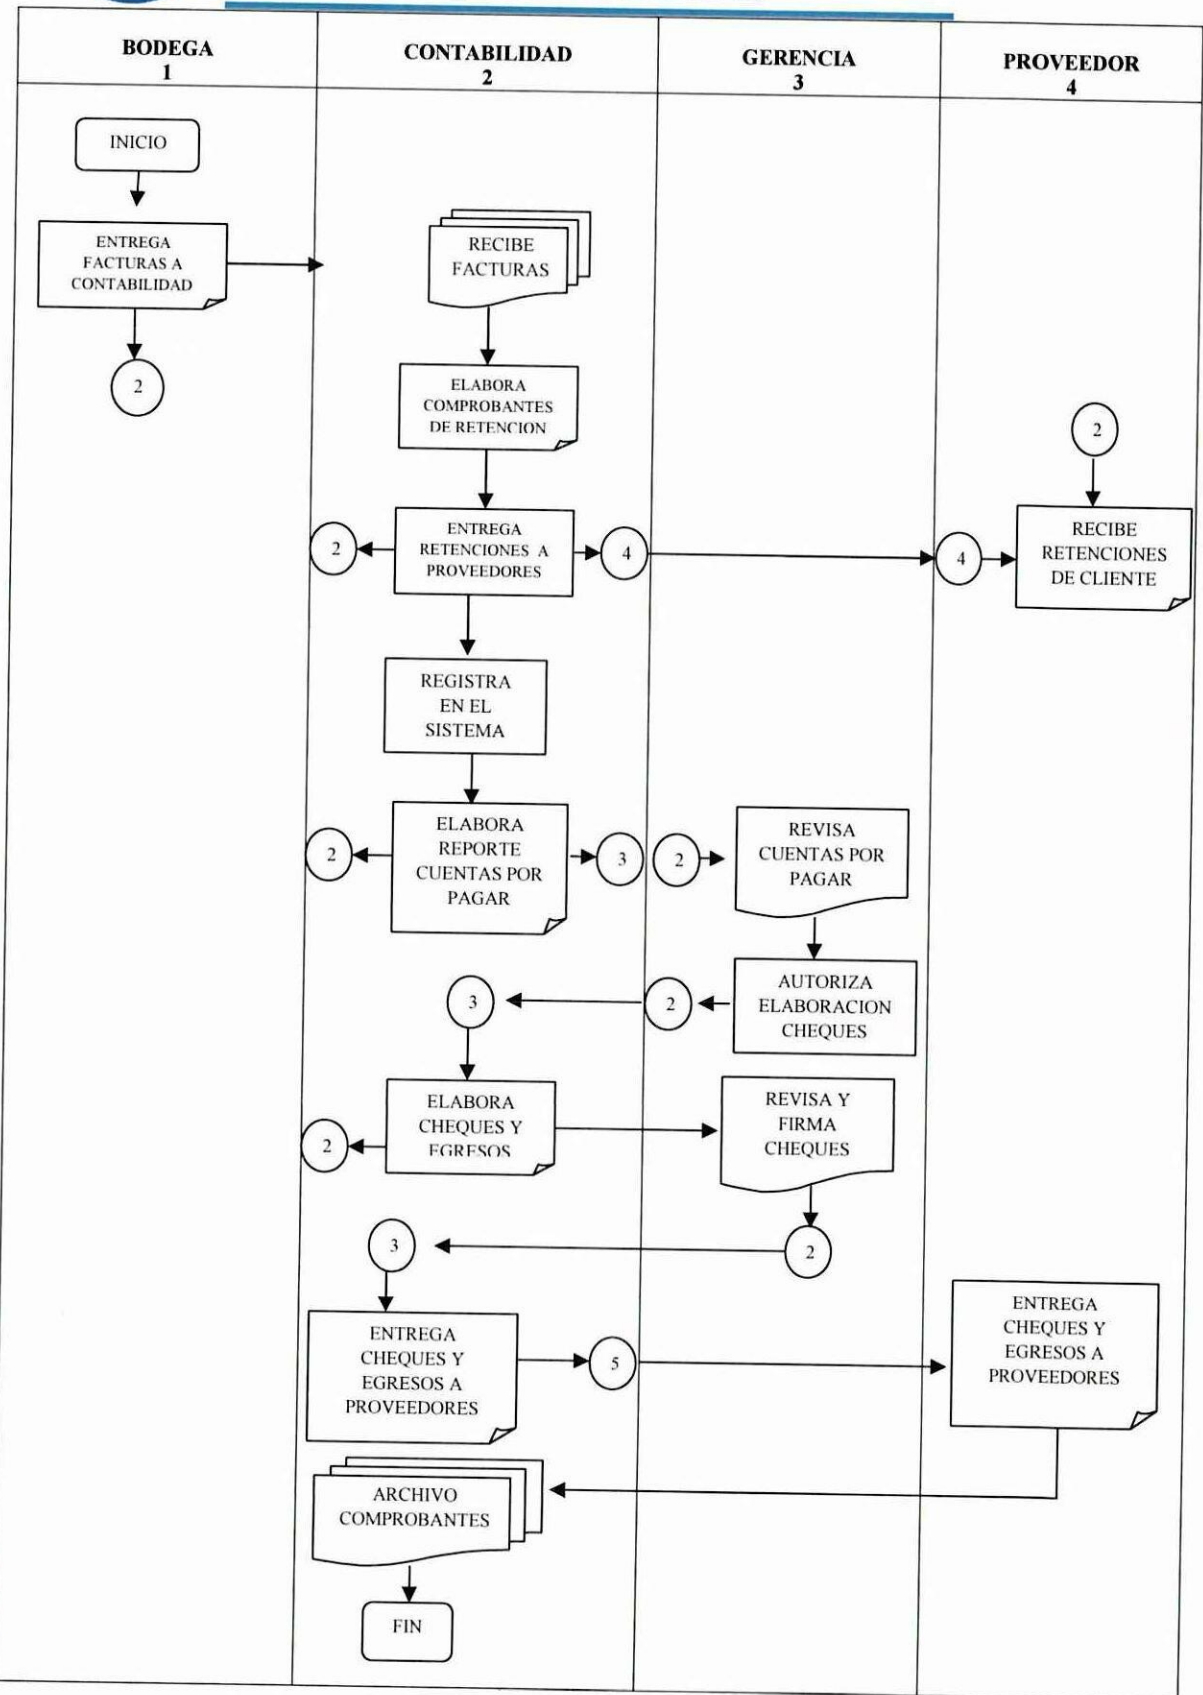 BODEGA
1
CONTABILIDAD
2
GERENCIA
3
PROVEEDOR
4
INICIO
ENTREGA
FACTURAS A
CONTABILIDAD
2
RECIBE
FACTURAS
ELABORA
COMPROBANTES
DE RETENCION
2
ENTREGA
RETENCIONES A
PROVEEDORES
4
2
4
RECIBE
RETENCIONES
DE CLIENTE
REGISTRA
EN EL
SISTEMA
2
ELABORA
REPORTE
CUENTAS POR
PAGAR
3
2
REVISA
CUENTAS POR
PAGAR
AUTORIZA
ELABORACION
CHEQUES
2
3
ELABORA
CHEQUES Y
EGRESOS
2
REVISA Y
FIRMA
CHEQUES
2
3
ENTREGA
CHEQUES Y
EGRESOS A
PROVEEDORES
5
ENTREGA
CHEQUES Y
EGRESOS A
PROVEEDORES
ARCHIVO
COMPROBANTES
FIN